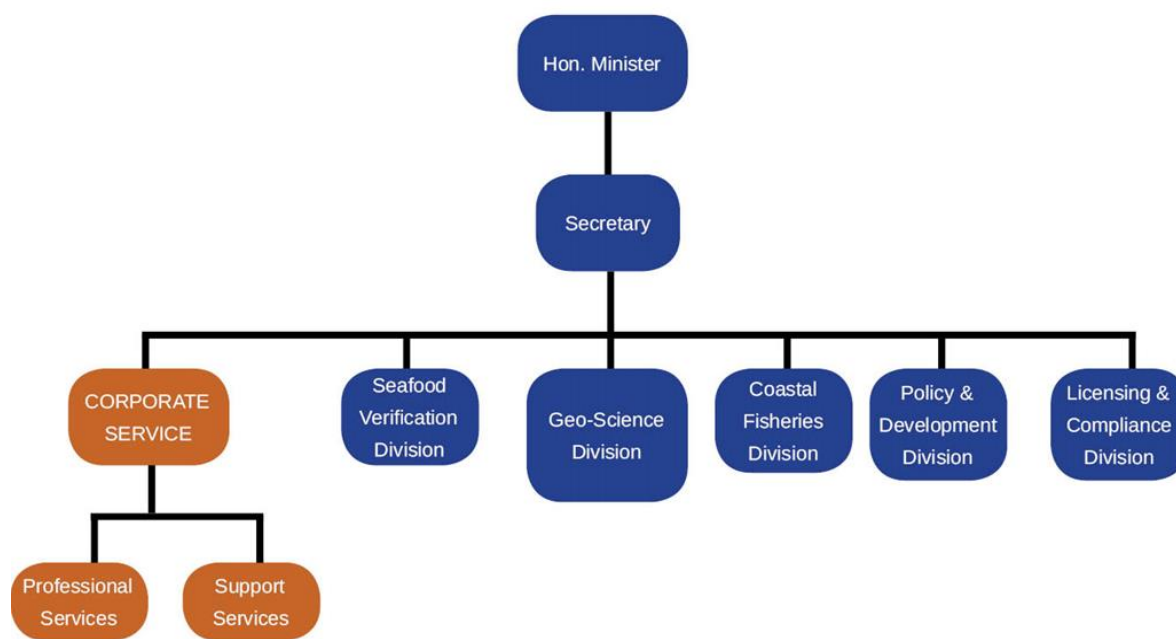 Hon. Minister
Secretary
CORPORATE
SERVICE
Seafood
Verification
Division
Geo-Science
Division
Coastal
Fisheries
Division
Policy &
Development
Division
Licensing &
Compliance
Division
Professional
Services
Support
Services